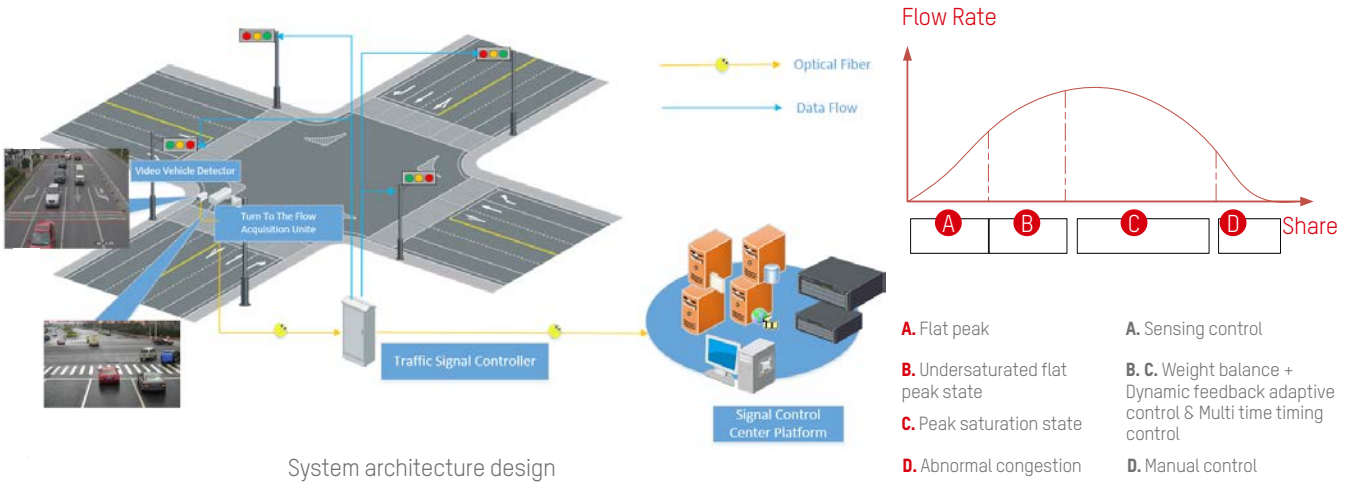 Optical Fiber
Data Flow
Video Vehicle Detector
Turn To The Flow
Acquisition Unite
Traffic Signal Controller
Signal Control
Center Platform
System architecture design
Flow Rate
A
B
C
D
Share
A. Flat peak
B. Undersaturated flat
peak state
C. Peak saturation state
D. Abnormal congestion
A. Sensing control
B. C. Weight balance +
Dynamic feedback adaptive
control & Multi time timing
control
D. Manual control